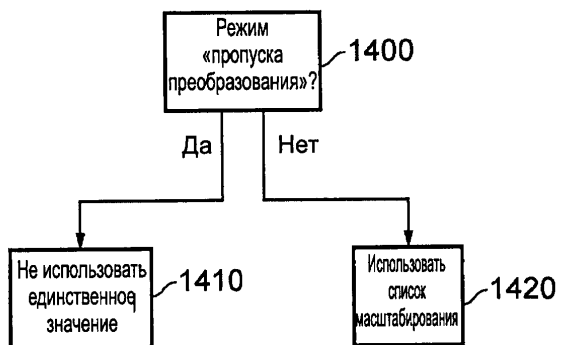 Режим
«пропуска
преобразования»?
1400
Да
Нет
Не использовать
единственное
значение
1410
Использовать
список
масштабирования
1420